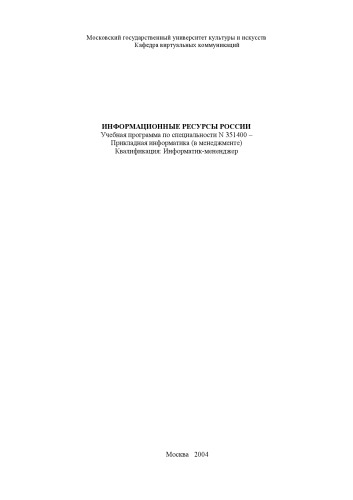 Московский государственный университет культуры и искусств
Кафедра виртуальных коммуникаций
ИНФОРМАЦИОННЫЕ РЕСУРСЫ РОССИИ
Учебная программа по специальности N 351400 –
Прикладная информатика (в менеджменте)
Квалификация: Информатик-менеджер
Москва 2004